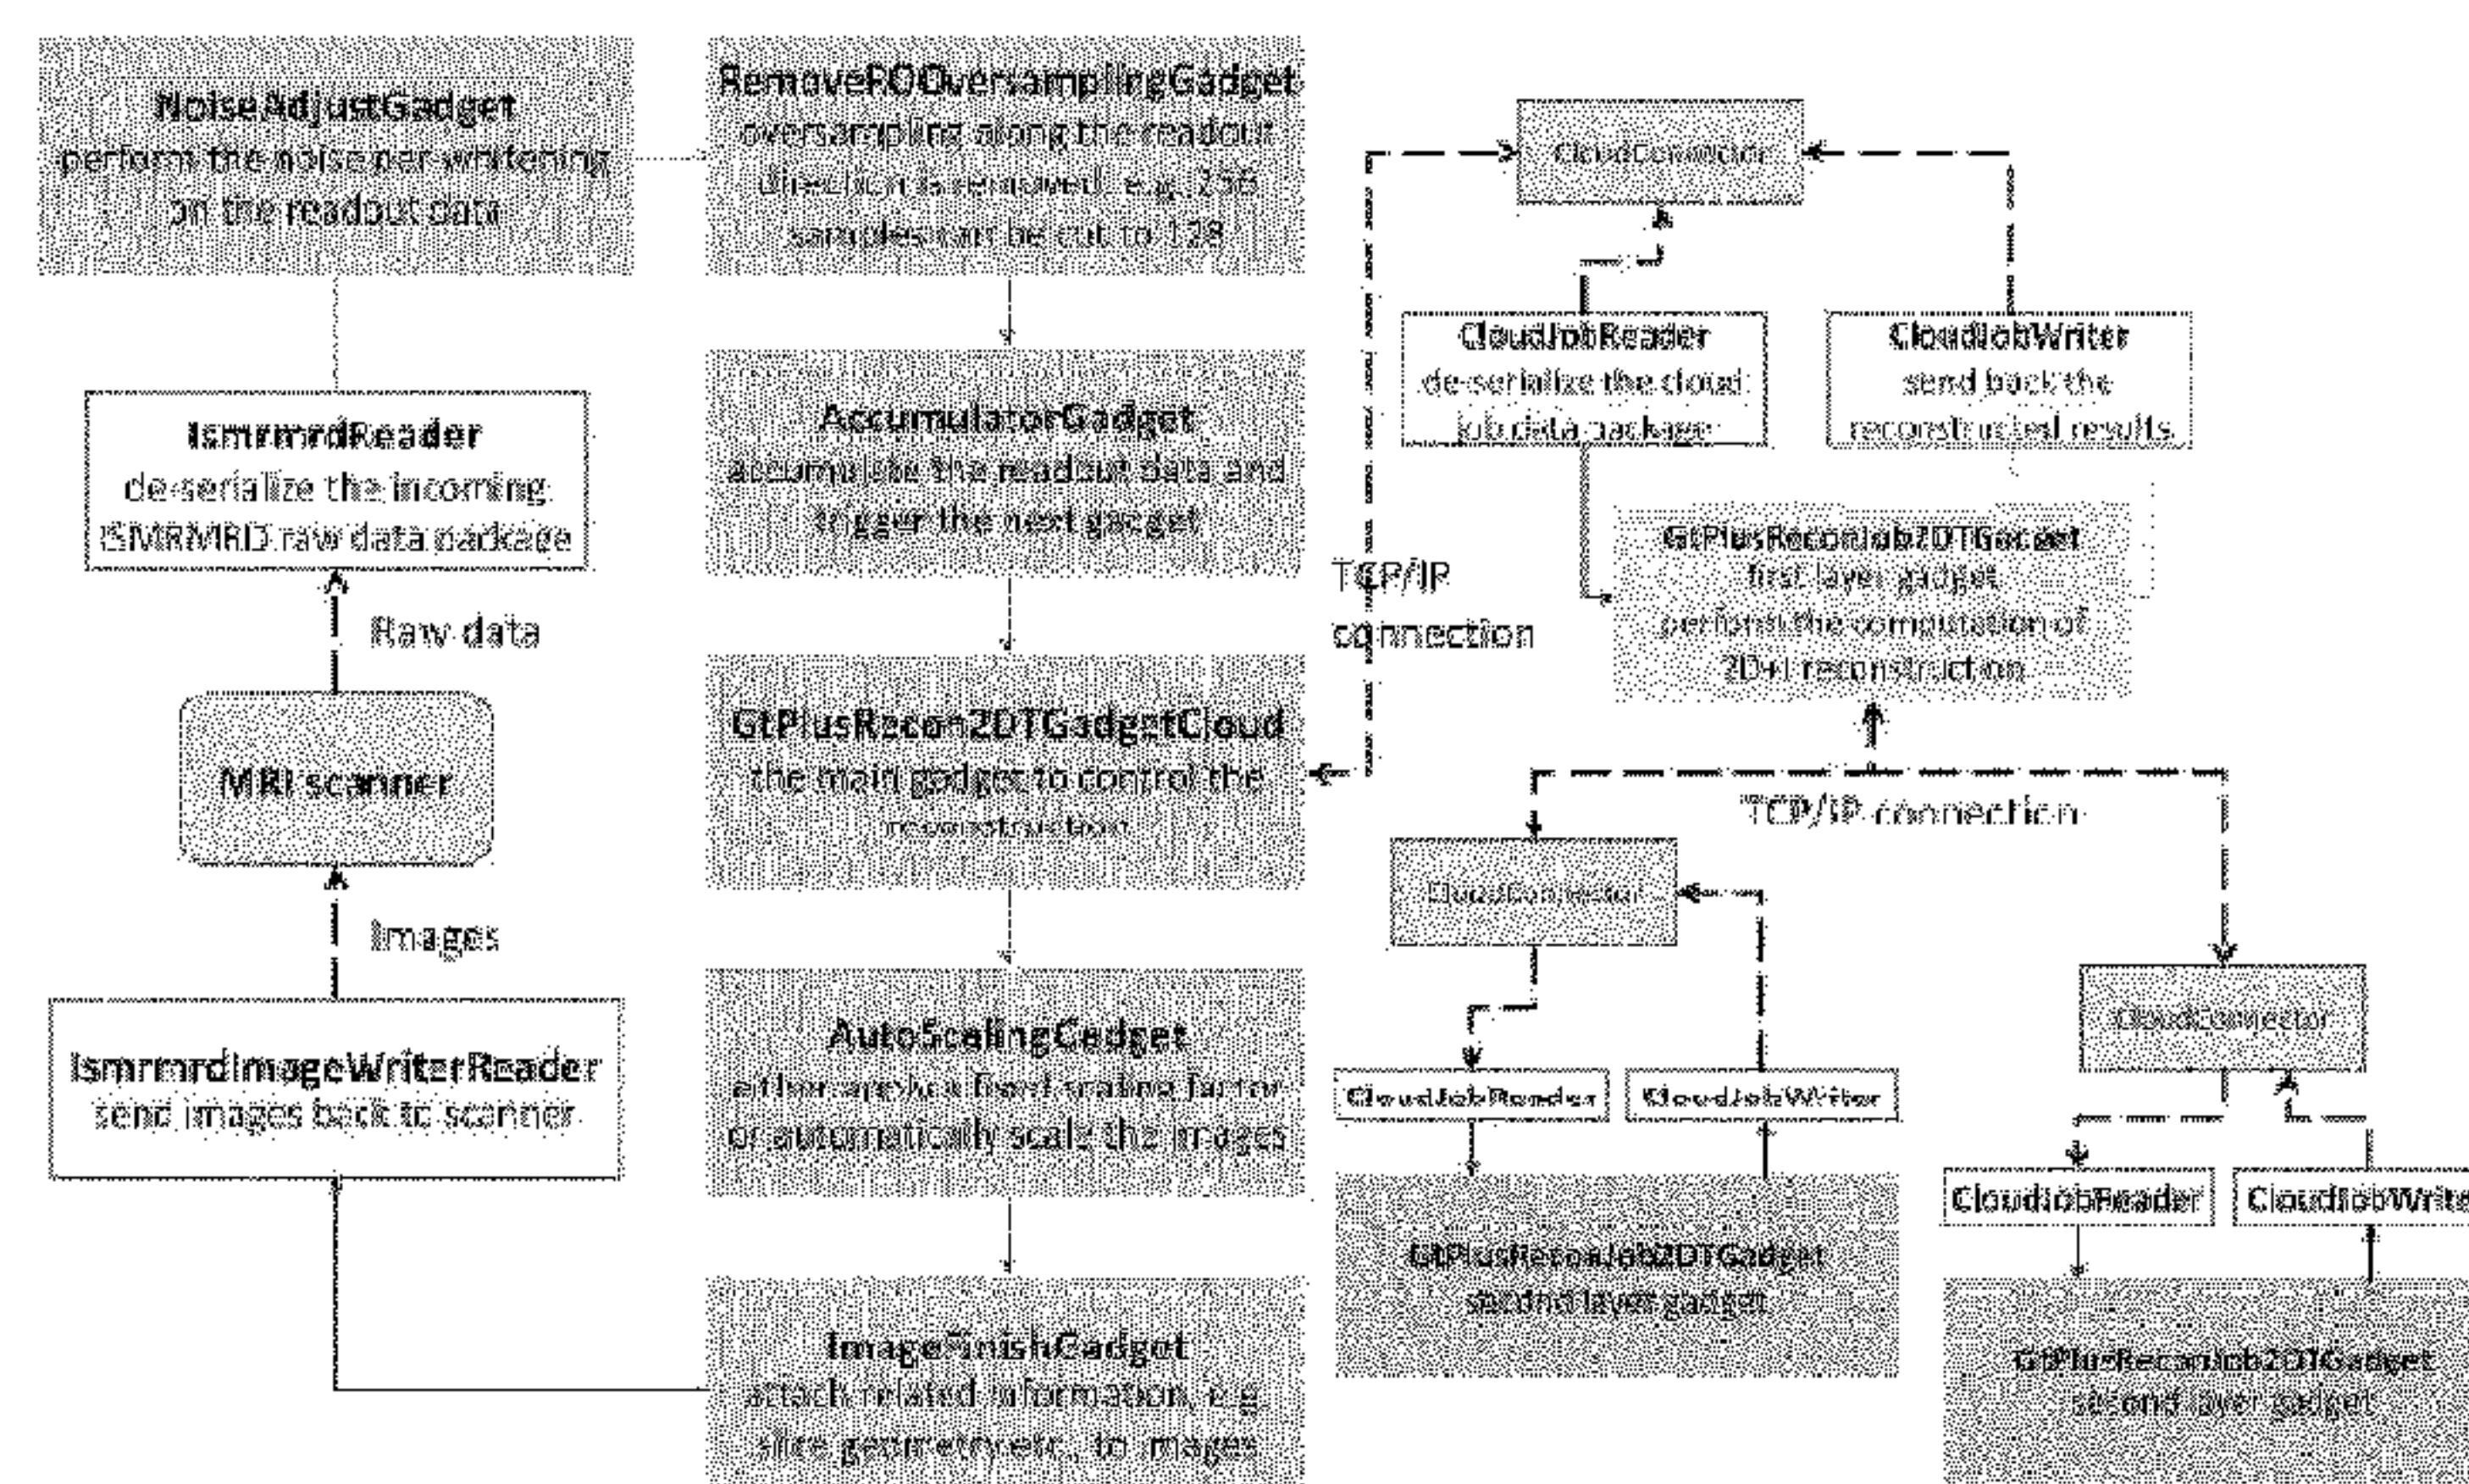 NoiseAdjustGadget
perform the noise per whitening
on the readout data
IsmrmrdReader
de-serialize the incoming
ISMRMRD raw data package
Raw data
MRI scanner
Images
IsmrmrdImageWriterReader
send images back to scanner
RemoveROOversamplingGadget
oversampling along the readout
direction is removed. e.g. 256
samples can be cut to 128
AccumulatorGadget
accumulate the readout data and
trigger the next gadget
GtPlusRecon2DTGadgetCloud
the main gadget to control the
reconstruction
AutoScalingGadget
either apply a fixed scaling factor
or automatically scale the images
ImageFinishGadget
attach related information, e.g.
slice geometry etc., to images
TCP/IP
connection
CloudConnector
CloudJobReader
de-serialize the cloud
job data package
CloudJobWriter
send back the
reconstructed results
GtPlusReconJob2DTGadget
first layer gadget
perform the computation of
2D+T reconstruction
TCP/IP connection
CloudConnector
CloudJobReader
CloudJobWriter
GtPlusReconJob2DTGadget
second layer gadget
CloudConnector
CloudJobReader
CloudJobWrite
GtPlusReconJob2DTGadget
second layer gadget